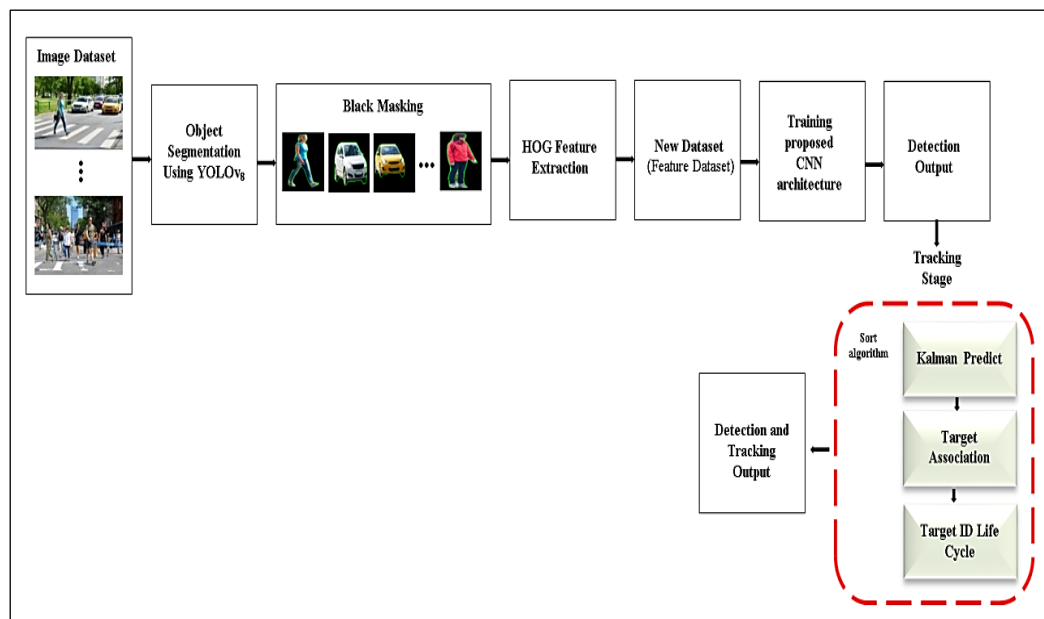 Image Dataset
Object
Segmentation
Using YOLOv8
Black Masking
HOG Feature
Extraction
New Dataset
(Feature Dataset)
Training
proposed
CNN
architecture
Detection
Output
Tracking
Stage
Sort
algorithm
Kalman Predict
Target
Association
Target ID Life
Cycle
Detection and
Tracking
Output